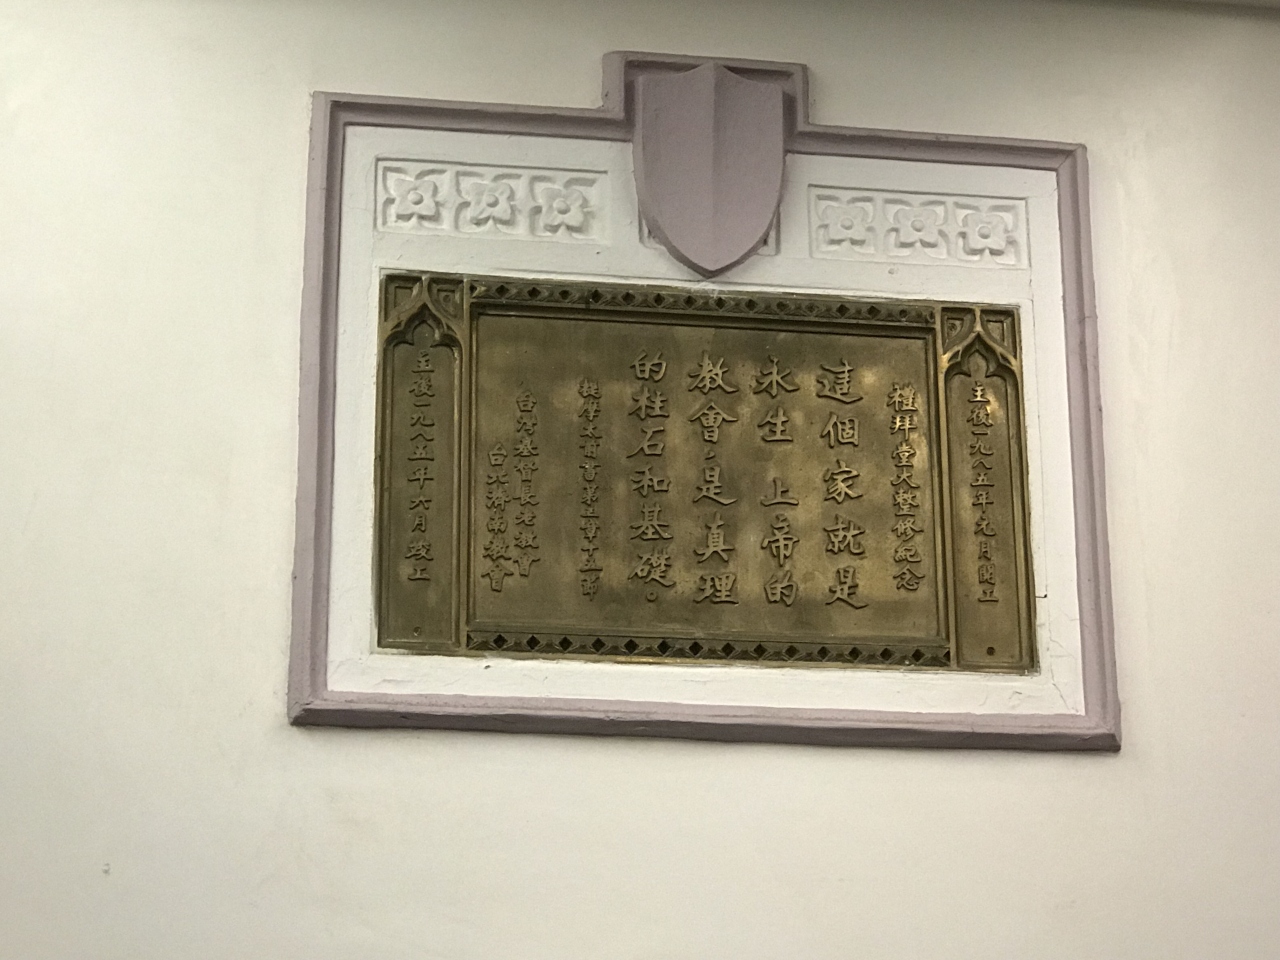 主後一九八五年元月開工
禮拜堂大整修紀念
這個家就是
永生 上帝的
教會，是真理
的柱石和基礎。
提摩太前書第三章十五節
台灣基督長老教會
台北濟南教會
主後一九八五年六月竣工